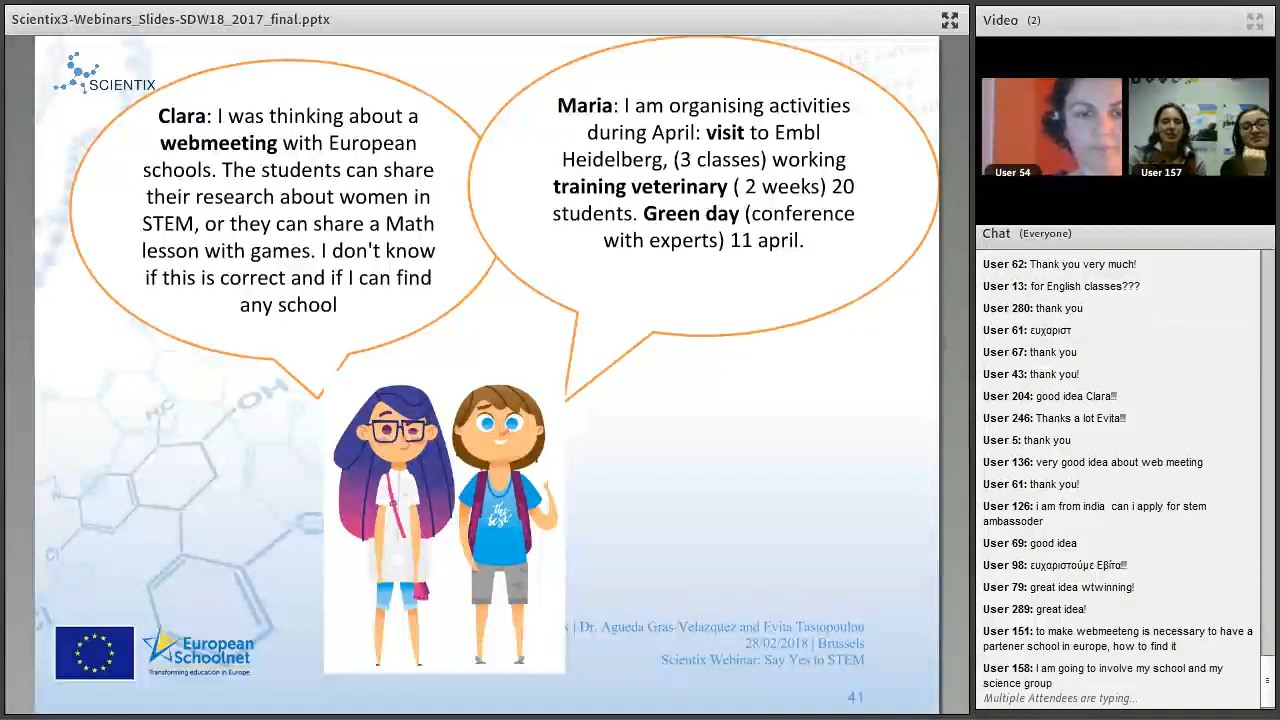 Scientix3-Webinars_Slides-SDW18_2017_final.pptx
SCIENTIX
Clara: I was thinking about a
webmeeting with European
schools. The students can share
their research about women in
STEM, or they can share a Math
lesson with games. I don't know
if this is correct and if I can find
any school
Maria: I am organising activities
during April: visit to Embl
Heidelberg, (3 classes) working
training veterinary ( 2 weeks) 20
students. Green day (conference
with experts) 11 april.
the
best
OH
HC
N
Cl
O
European
Schoolnet
Transforming education in Europe
| Dr. Agueda Gras-Velazquez and Evita Tasiopoulou
28/02/2018 | Brussels
Scientix Webinar: Say Yes to STEM
41
Video (2)
User 54
User 157
Chat (Everyone)
User 62: Thank you very much!
User 13: for English classes???
User 280: thank you
User 61: ευχαριστ
User 67: thank you
User 43: thank you!
User 204: good idea Clara!!!
User 246: Thanks a lot Evita!!!
User 5: thank you
User 136: very good idea about web meeting
User 61: thank you!
User 126: i am from india can i apply for stem
ambassoder
User 69: good idea
User 98: ευχαριστούμε Εβίτα!!!
User 79: great idea wtwinning!
User 289: great idea!
User 151: to make webmeeteng is necessary to have a
partener school in europe, how to find it
User 158: I am going to involve my school and my
science group
Multiple Attendees are typing...